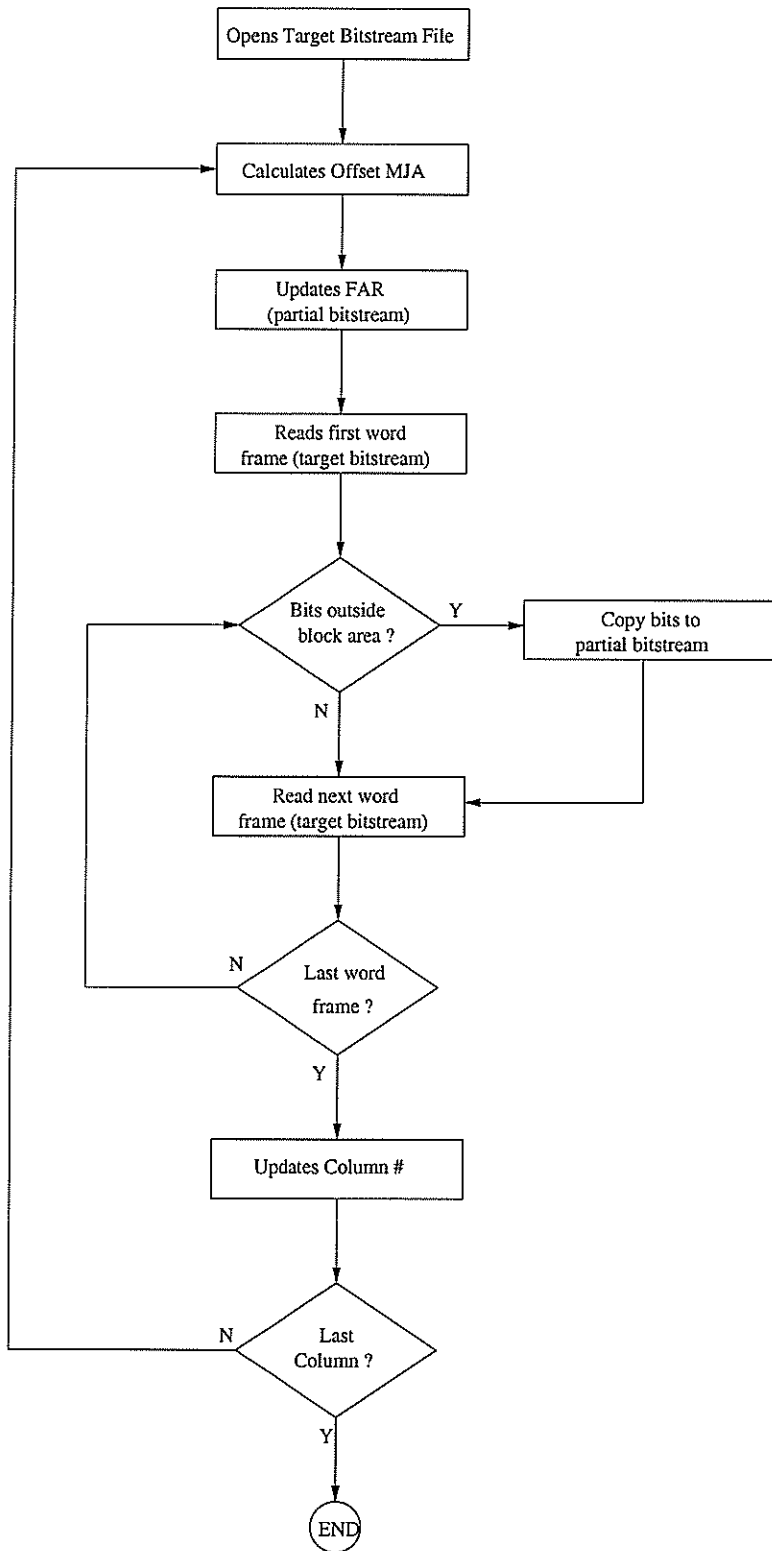 Opens Target Bitstream File
Calculates Offset MJA
Updates FAR
(partial bitstream)
Reads first word
frame (target bitstream)
Bits outside
block area ?
Y
Copy bits to
partial bitstream
N
Read next word
frame (target bitstream)
N
Last word
frame ?
Y
Updates Column #
N
Last
Column ?
Y
END